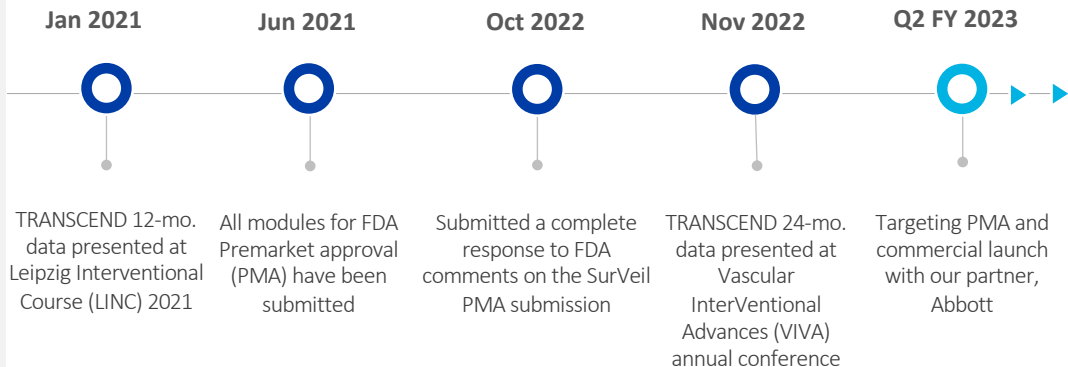 Jan 2021
Jun 2021
Oct 2022
Nov 2022
Q2 FY 2023
TRANSCEND 12-mo.
data presented at
Leipzig Interventional
Course (LINC) 2021
All modules for FDA
Premarket approval
(PMA) have been
submitted
Submitted a complete
response to FDA
comments on the SurVeil
PMA submission
TRANSCEND 24-mo.
data presented at
Vascular
InterVentional
Advances (VIVA)
annual conference
Targeting PMA and
commercial launch
with our partner,
Abbott